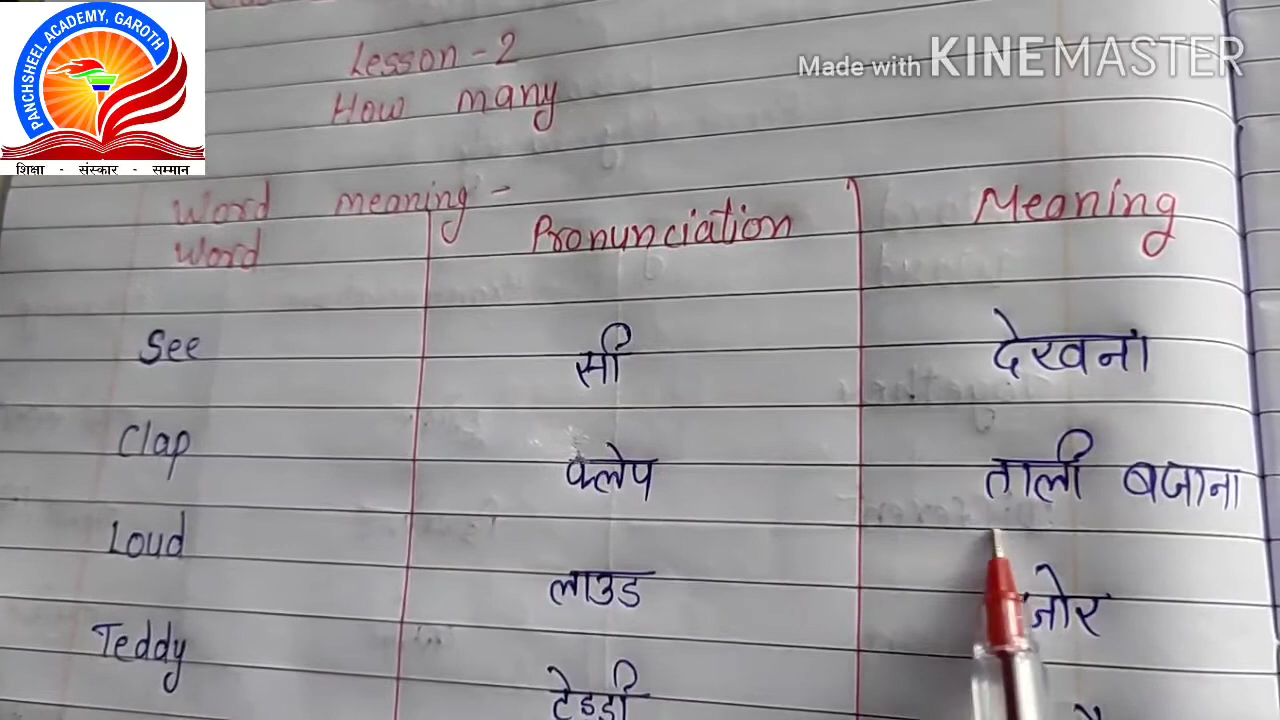 PANCHSHEEL ACADEMY, GAROTH
शिक्षा - संस्कार - सम्मान
Made with KINEMASTER
Lesson - 2
How many
Word meaning -
Word Pronunciation Meaning
See सी देखना
Clap क्लेप ताली बजाना
Loud लाउड जोर
Teddy टेड्डी